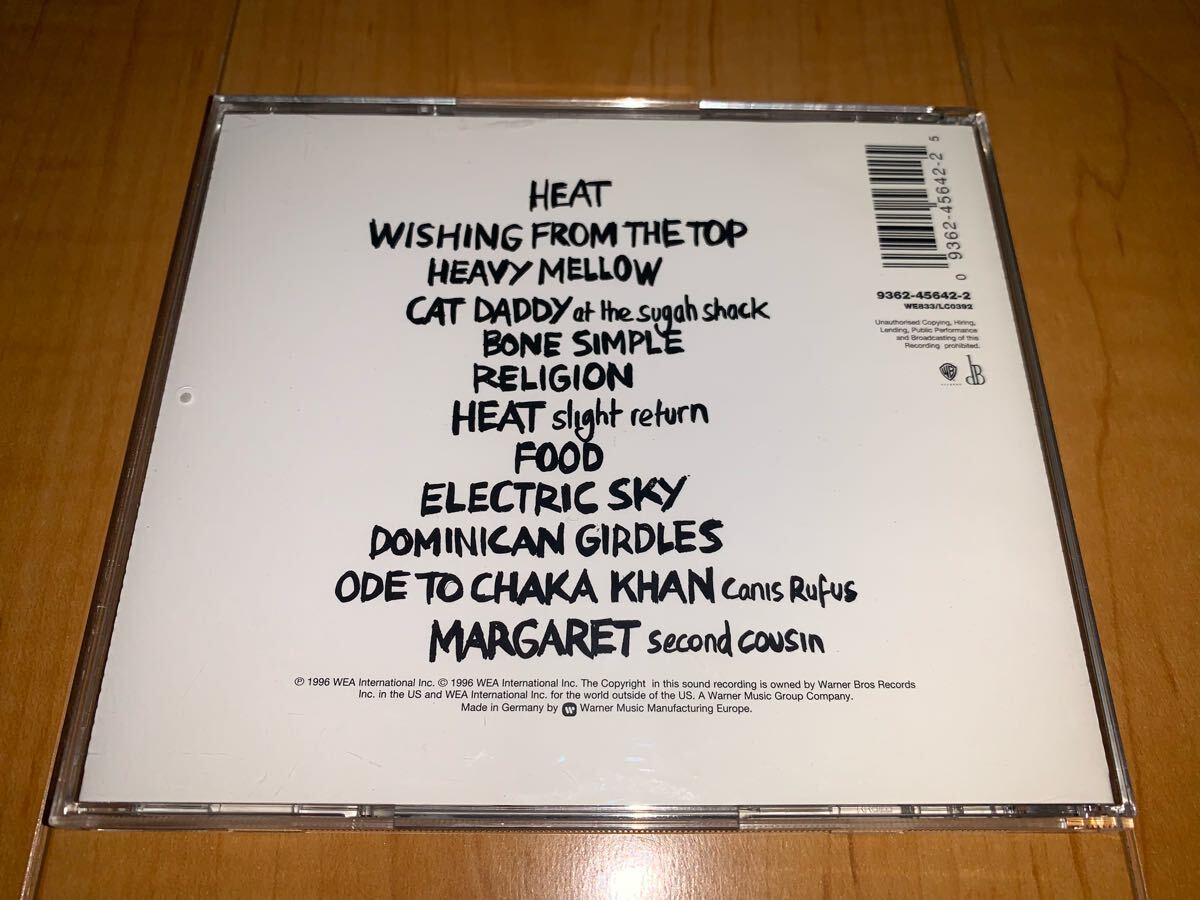 HEAT
WISHING FROM THE TOP
HEAVY MELLOW
CAT DADDY at the sugah shack
BONE SIMPLE
RELIGION
HEAT slight return
FOOD
ELECTRIC SKY
DOMINICAN GIRDLES
ODE TO CHAKA KHAN Canis Rufus
MARGARET second cousin
℗ 1996 WEA International Inc. © 1996 WEA International Inc. The Copyright in this sound recording is owned by Warner Bros Records
Inc. in the US and WEA International Inc. for the world outside of the US. A Warner Music Group Company.
Made in Germany by W Warner Music Manufacturing Europe.
0 9362-45642-2 5
9362-45642-2
WE833/LC0392
Unauthorised Copying, Hiring,
Lending, Public Performance
and Broadcasting of this
Recording prohibited.
WB